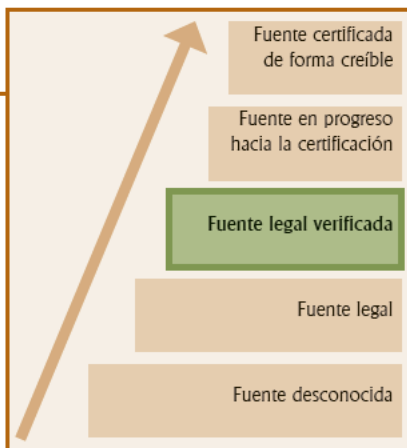 Fuente certificada
de forma creíble
Fuente en progreso
hacia la certificación
Fuente legal verificada
Fuente legal
Fuente desconocida